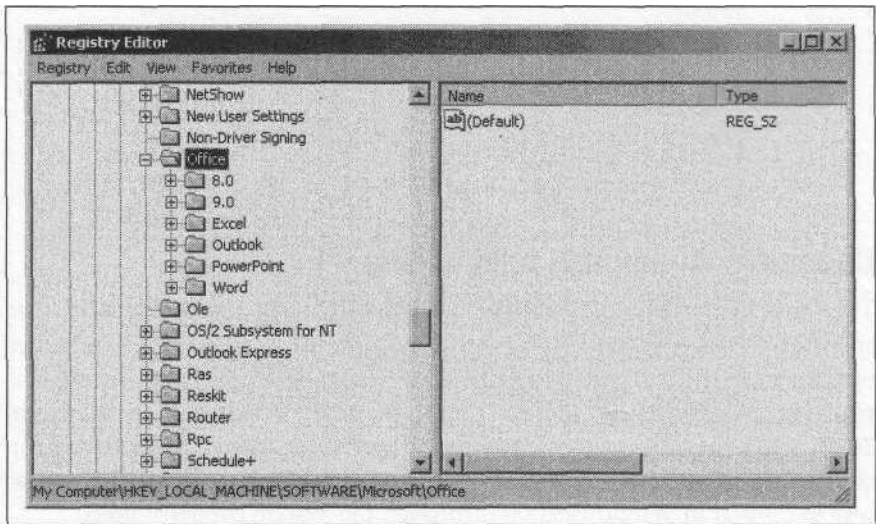 Registry Editor
Registry Edit View Favorites Help
NetShow
New User Settings
Non-Driver Signing
Office
8.0
9.0
Excel
Outlook
PowerPoint
Word
Ole
OS/2 Subsystem for NT
Outlook Express
Ras
Reskit
Router
Rpc
Schedule+
Name Type
ab (Default) REG_SZ
My Computer\HKEY_LOCAL_MACHINE\SOFTWARE\Microsoft\Office